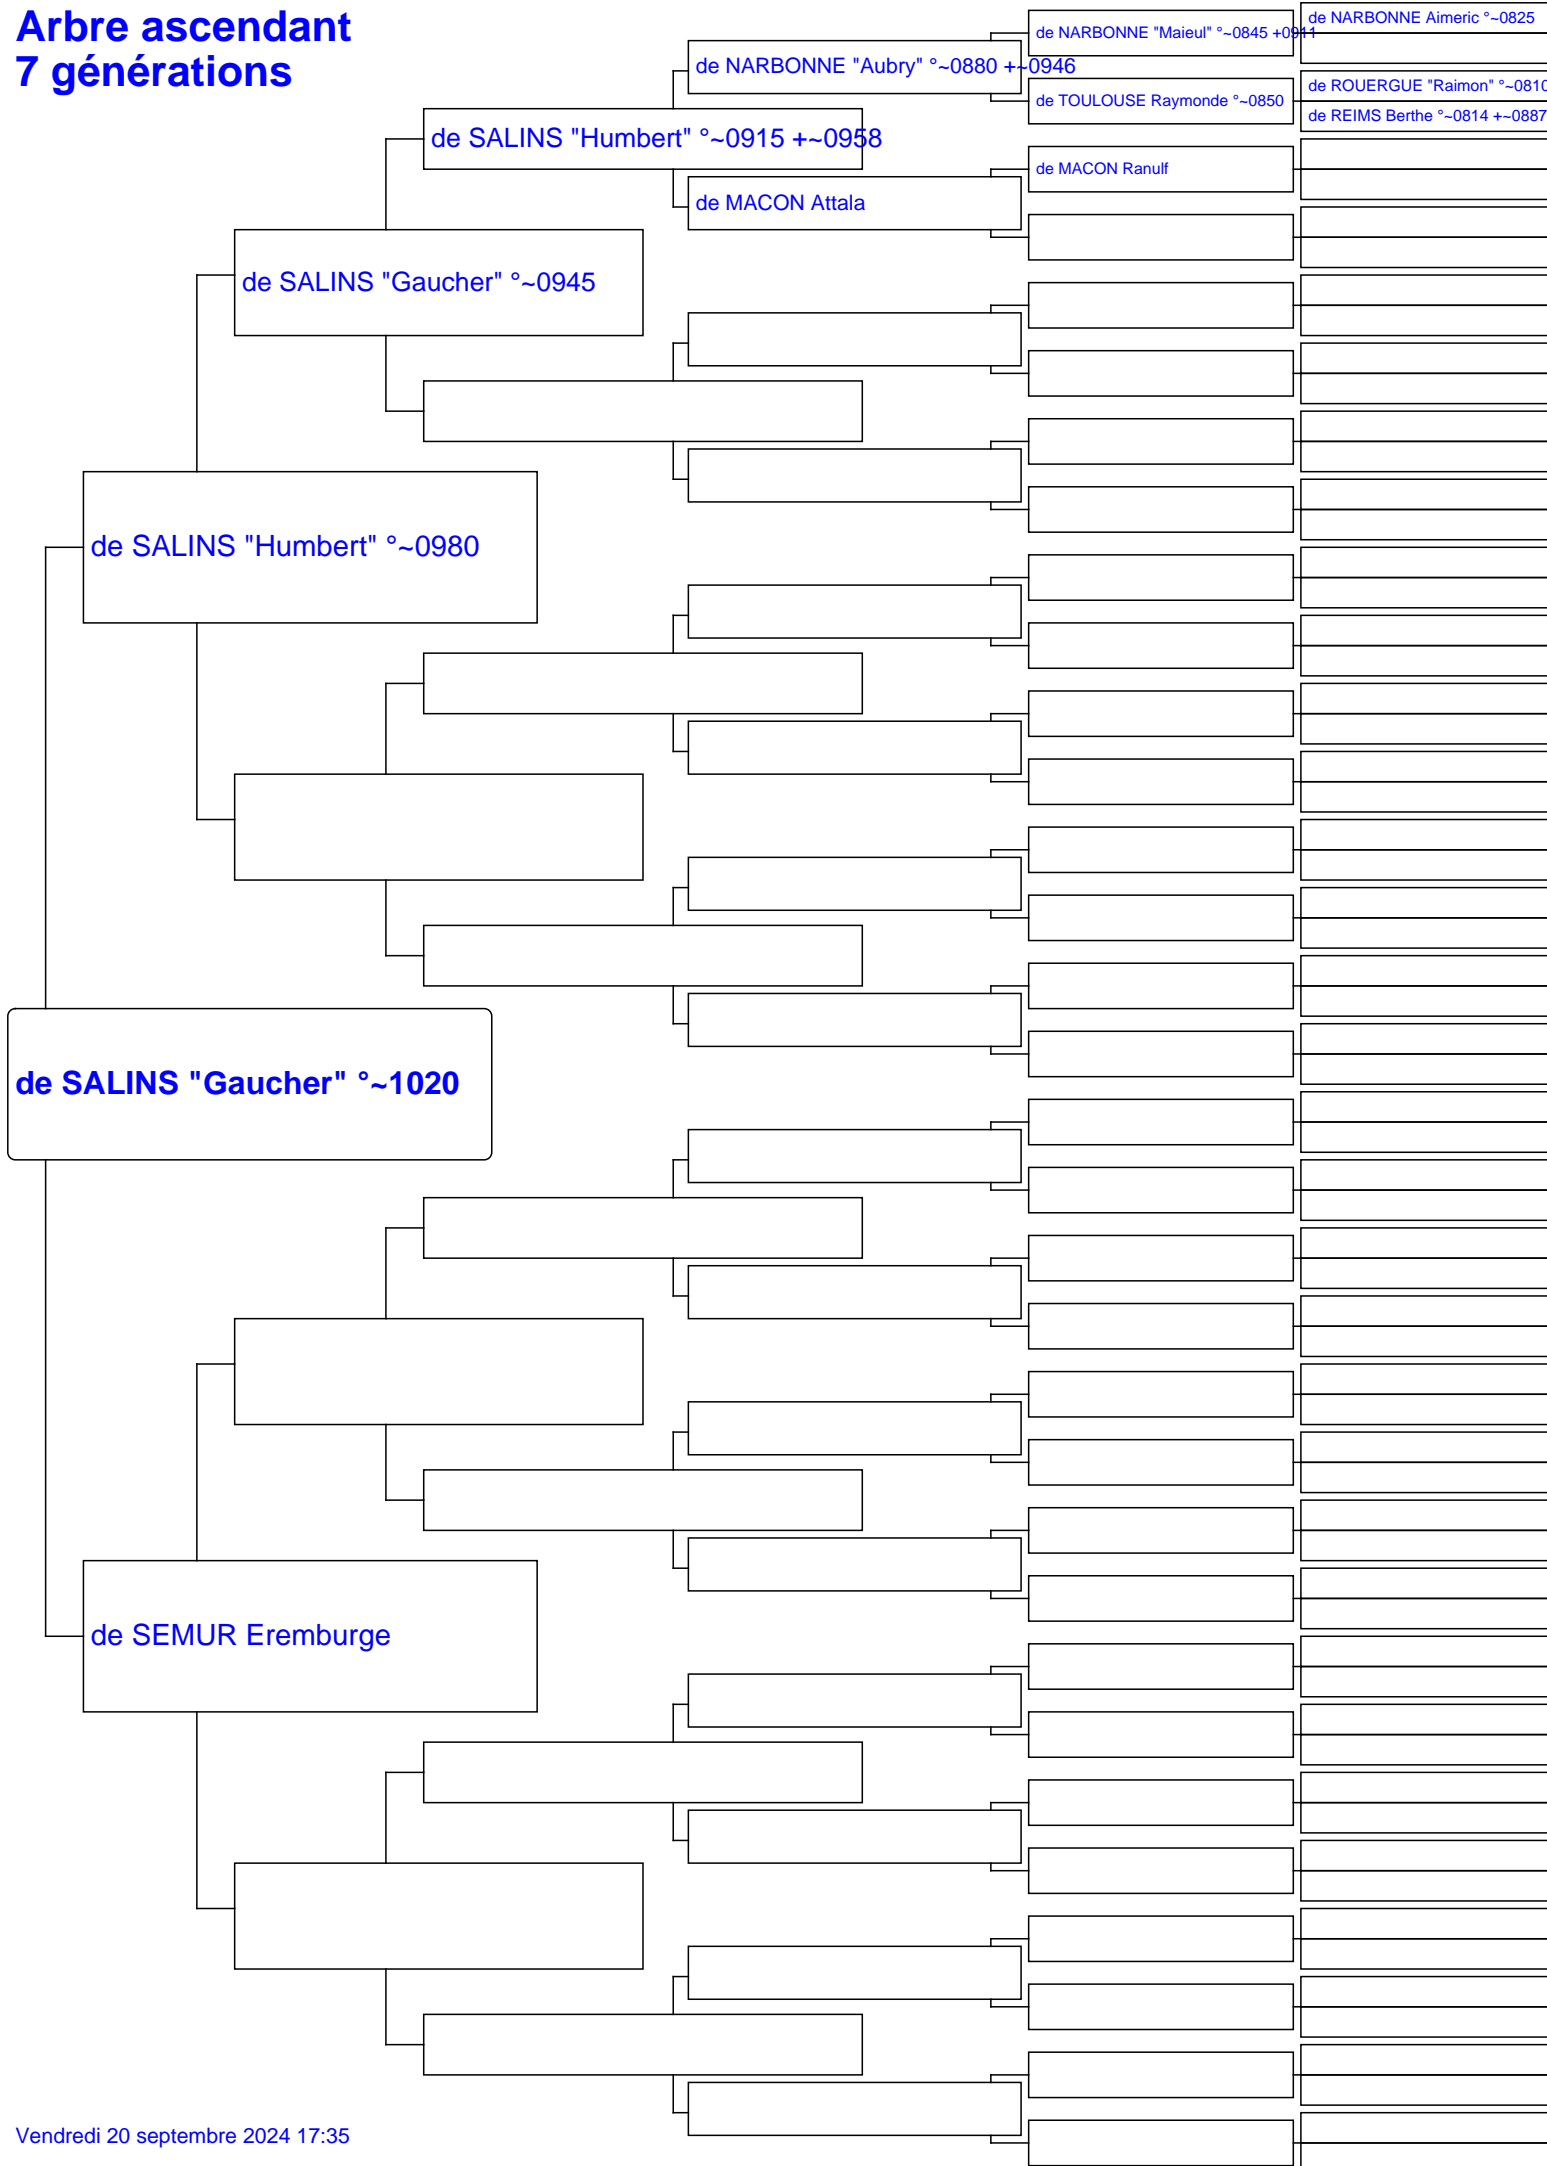 Arbre ascendant
7 générations
de NARBONNE Aimeric °~0825
de NARBONNE "Maieul" °~0845 +0911
de NARBONNE "Aubry" °~0880 +~0946
de ROUERGUE "Raimon" °~0810
de TOULOUSE Raymonde °~0850
de REIMS Berthe °~0814 +~0887
de SALINS "Humbert" °~0915 +~0958
de MACON Ranulf
de MACON Attala
de SALINS "Gaucher" °~0945
de SALINS "Humbert" °~0980
de SALINS "Gaucher" °~1020
de SEMUR Eremburge
Vendredi 20 septembre 2024 17:35